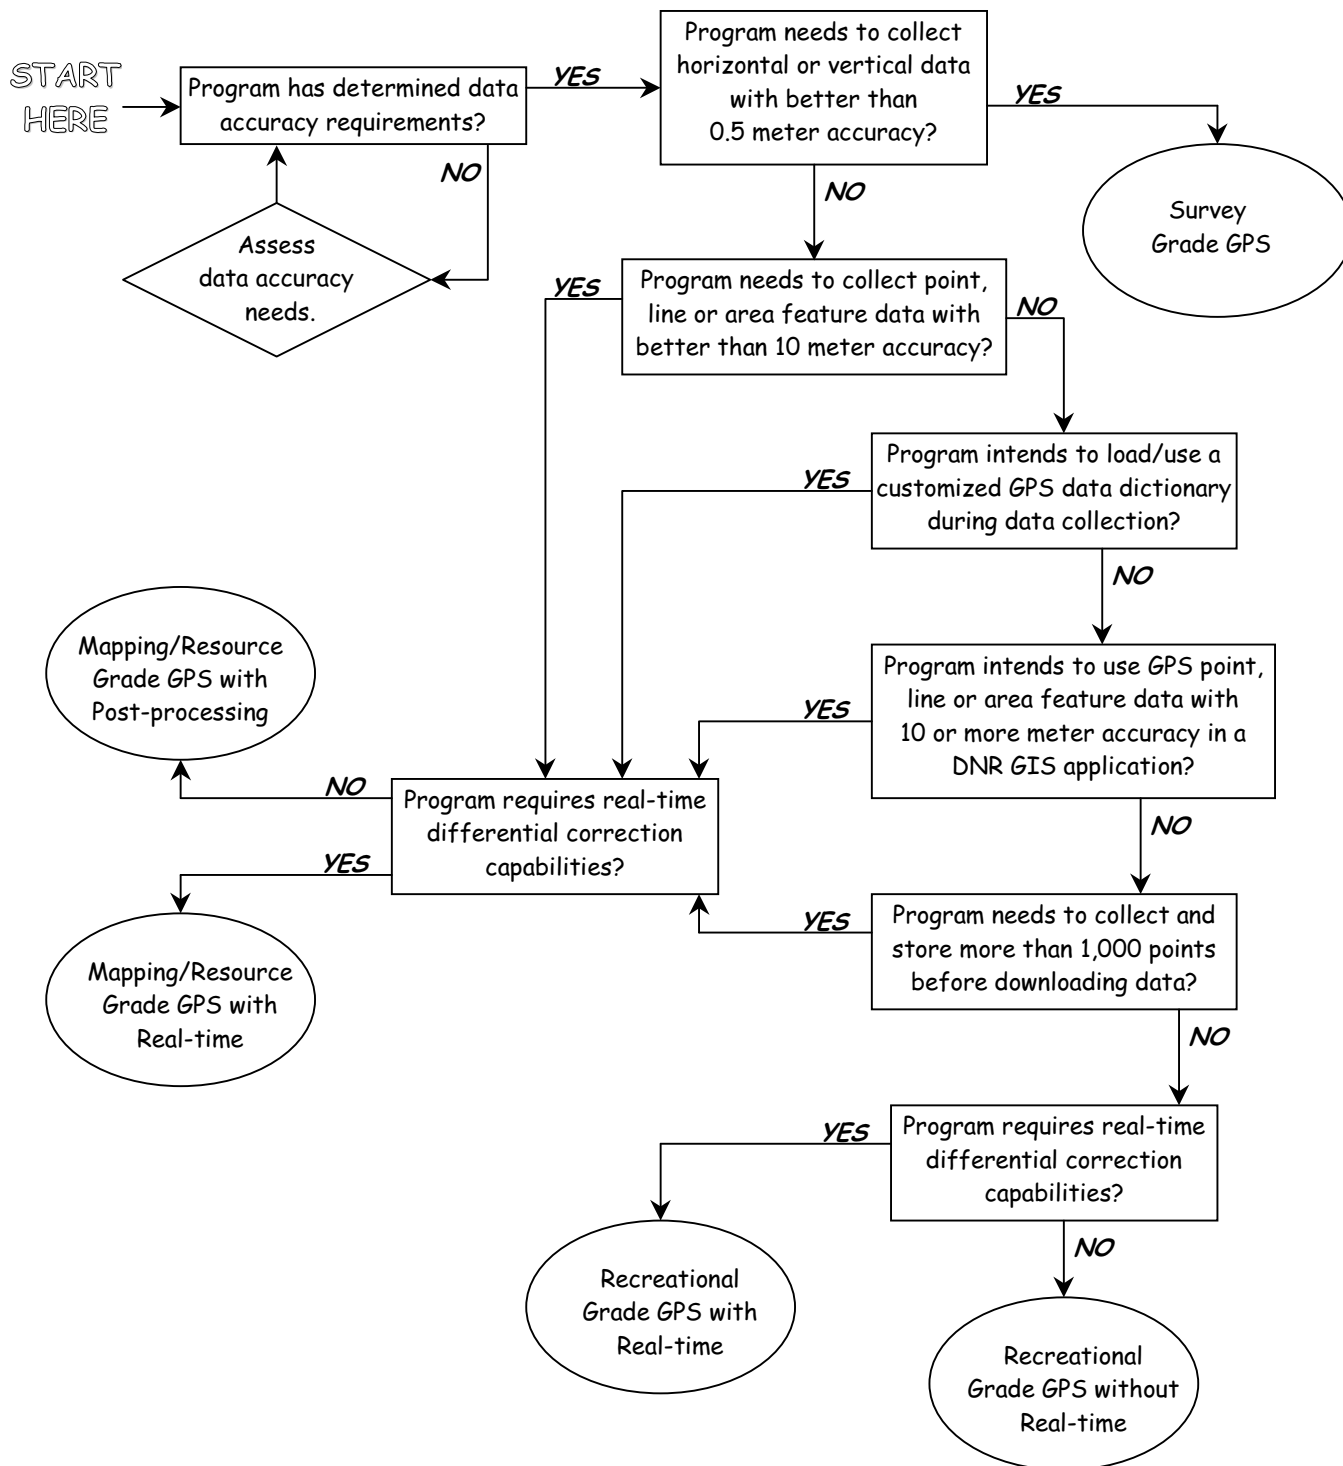 START
HERE
Program has determined data
accuracy requirements?
YES
NO
Assess
data accuracy
needs.
Program needs to collect
horizontal or vertical data
with better than
0.5 meter accuracy?
YES
NO
Survey
Grade GPS
Program needs to collect point,
line or area feature data with
better than 10 meter accuracy?
YES
NO
Program intends to load/use a
customized GPS data dictionary
during data collection?
YES
NO
Program intends to use GPS point,
line or area feature data with
10 or more meter accuracy in a
DNR GIS application?
YES
NO
Mapping/Resource
Grade GPS with
Post-processing
NO
Program requires real-time
differential correction
capabilities?
YES
Mapping/Resource
Grade GPS with
Real-time
Program needs to collect and
store more than 1,000 points
before downloading data?
YES
NO
Program requires real-time
differential correction
capabilities?
YES
NO
Recreational
Grade GPS with
Real-time
Recreational
Grade GPS without
Real-time